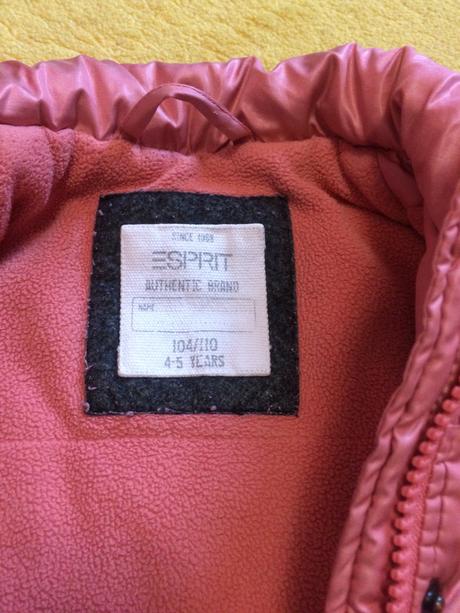 SINCE 1968
ESPRIT
AUTHENTIC BRAND
NAME
104/110
4-5 YEARS